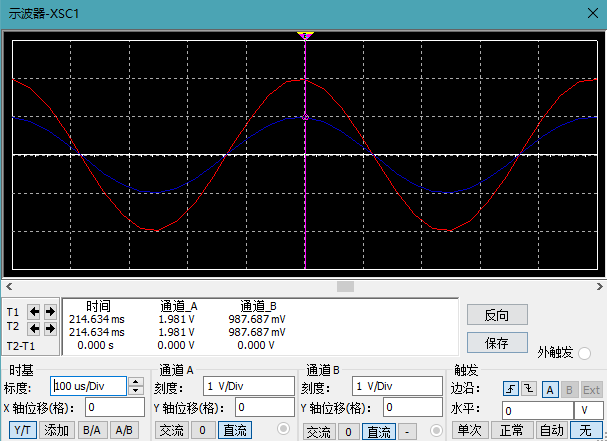 示波器-XSC1
时间 通道_A 通道_B
T1 214.634 ms 1.981 V 987.687 mV
T2 214.634 ms 1.981 V 987.687 mV
T2-T1 0.000 s 0.000 V 0.000 V
反向
保存
外触发
时基 通道 A 通道 B 触发
标度: 100 us/Div 刻度: 1 V/Div 刻度: 1 V/Div 边沿: A B Ext
X 轴位移(格): 0 Y 轴位移(格): 0 Y 轴位移(格): 0 水平: 0 V
Y/T 添加 B/A A/B 交流 0 直流 交流 0 直流 - 单次 正常 自动 无